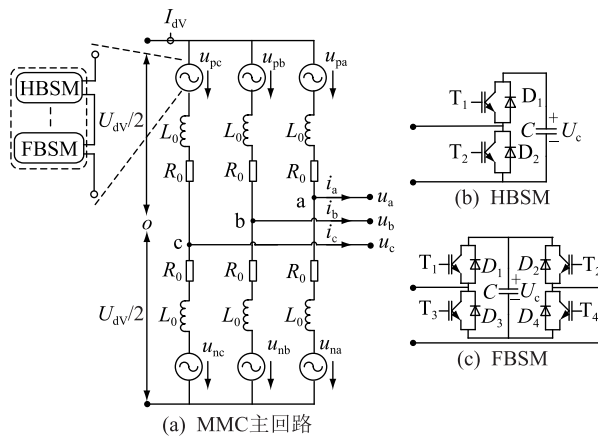 I_dV
u_pc
u_pb
u_pa
HBSM
FBSM
U_dV/2
L_0
L_0
L_0
R_0
R_0
R_0
a
i_a
u_a
o
b
i_b
u_b
c
i_c
u_c
R_0
R_0
R_0
U_dV/2
L_0
L_0
L_0
u_nc
u_nb
u_na
(a) MMC主回路
T_1
D_1
C
+
−
U_c
T_2
D_2
(b) HBSM
T_1
D_1
D_2
T_2
C
+
−
U_c
T_3
D_3
D_4
T_4
(c) FBSM